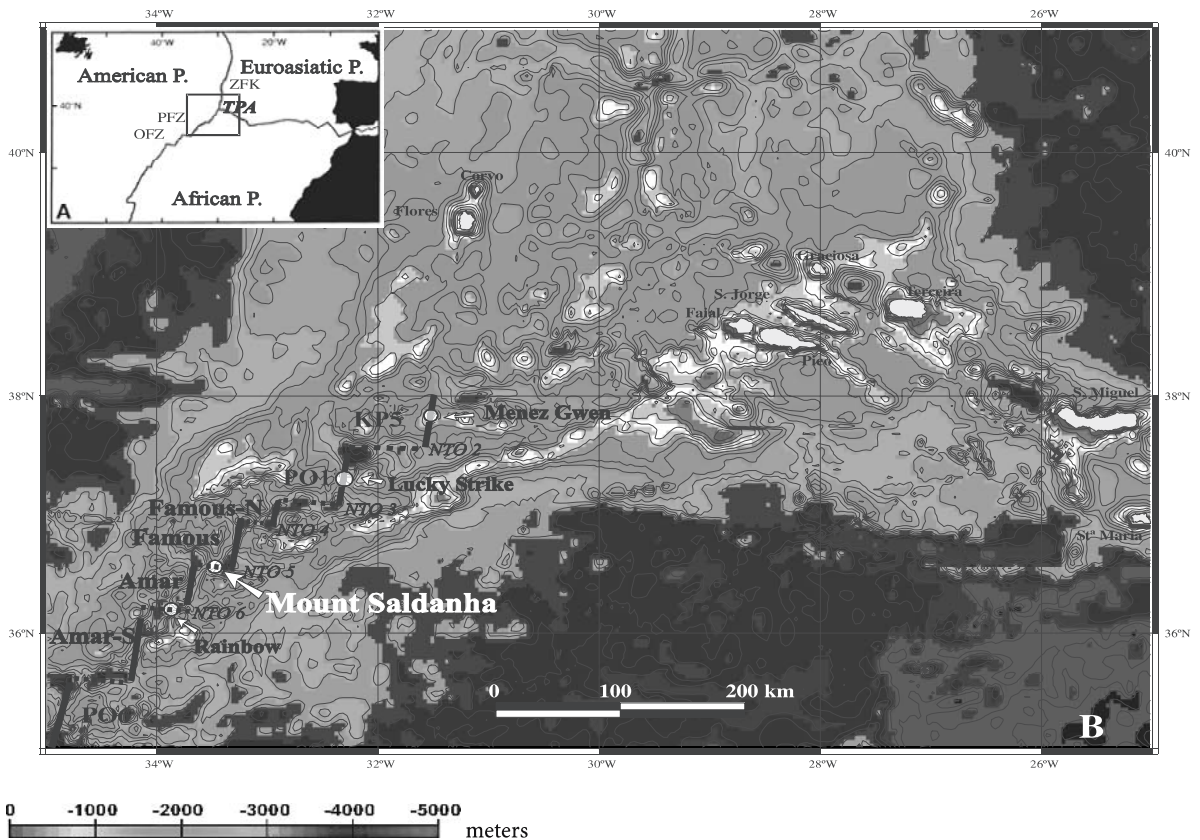 40°W
20°W
American P.
Euroasiatic P.
ZFK
40°N
TPA
PFZ
OFZ
African P.
A
40°N
40°N
Corvo
Flores
Graciosa
S. Jorge
Terceira
Faial
Pico
38°N
38°N
S. Miguel
KP5
Menez Gwen
NTO 2
PO1
Lucky Strike
Famous-N
NTO 3
NTO 4
Famous
Stª Maria
NTO 5
Amar
Mount Saldanha
NTO 6
36°N
36°N
Amar-S
Rainbow
0 100 200 km
B
34°W 32°W 30°W 28°W 26°W
34°W 32°W 30°W 28°W 26°W
0 -1000 -2000 -3000 -4000 -5000
meters